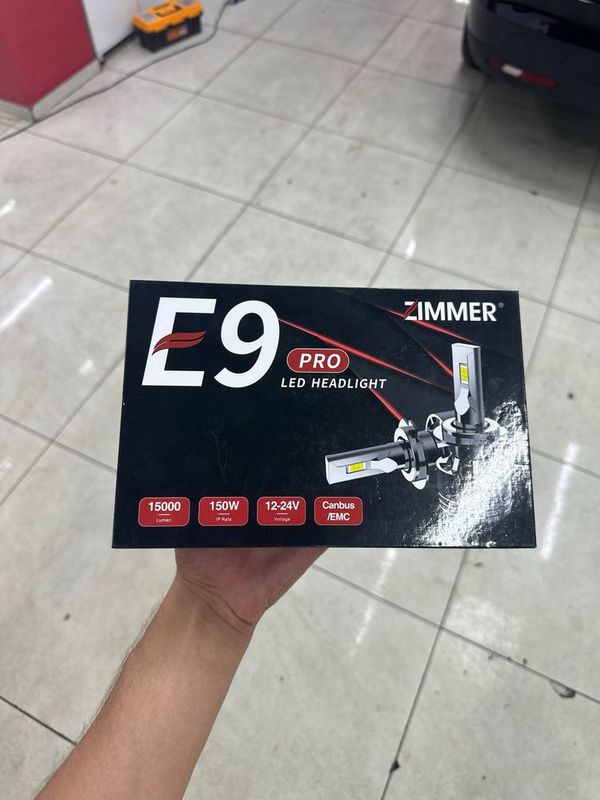 E9
ZIMMER®
PRO
LED HEADLIGHT
15000
Lumen
150W
IP Rate
12-24V
Voltage
Canbus
/EMC